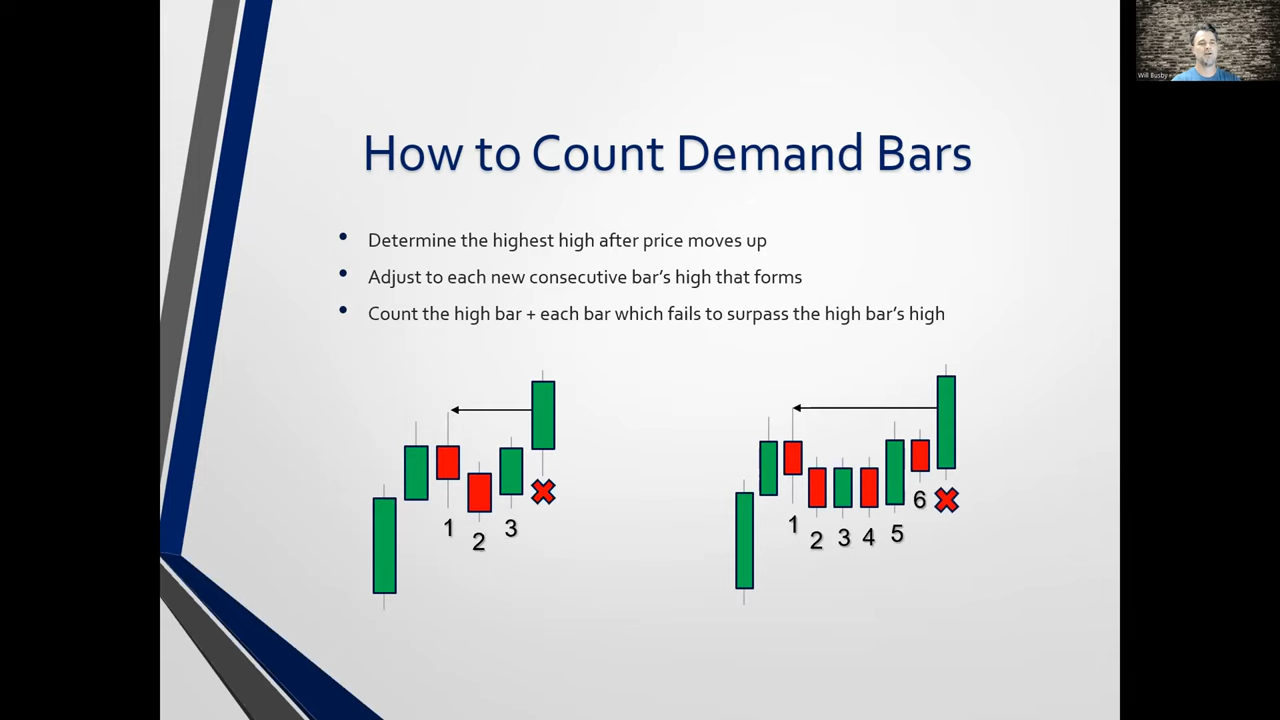 Will Busby
How to Count Demand Bars
• Determine the highest high after price moves up
• Adjust to each new consecutive bar’s high that forms
• Count the high bar + each bar which fails to surpass the high bar’s high
1
2
3
1
2
3
4
5
6